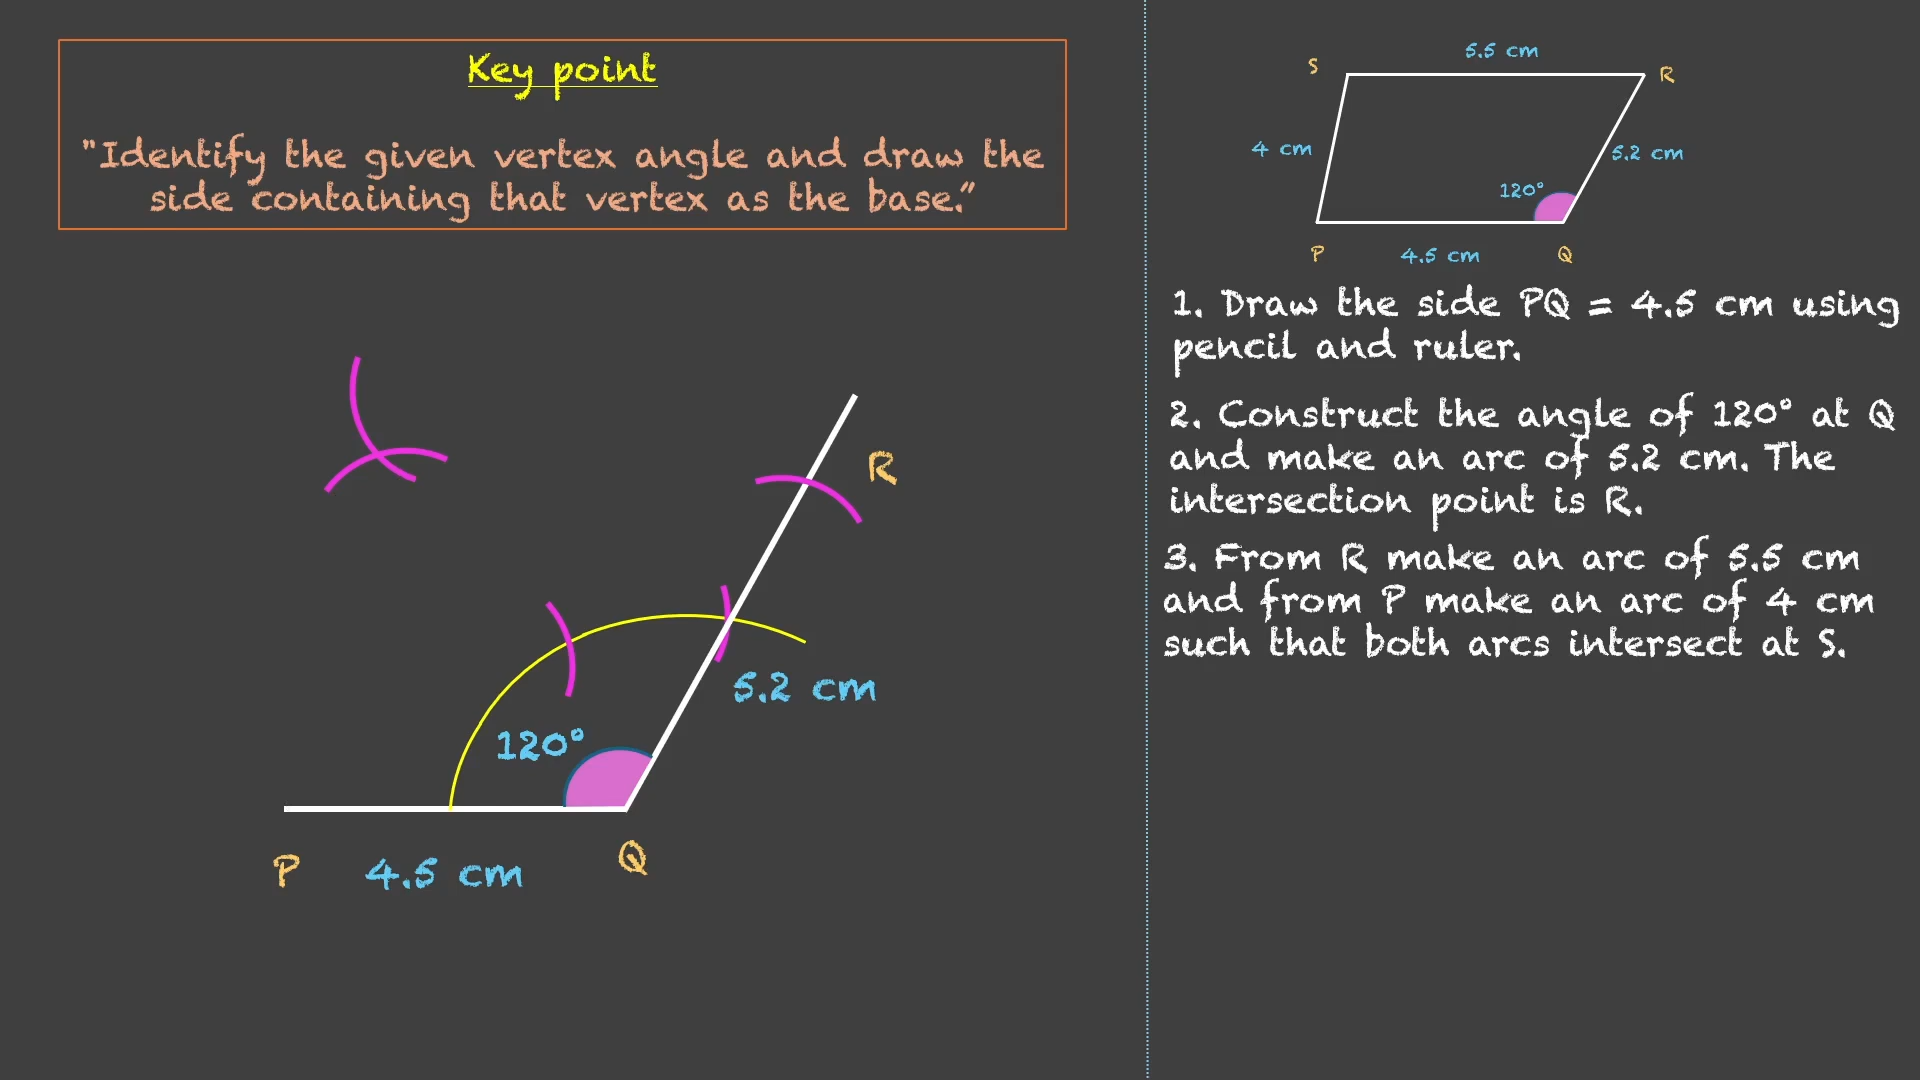 Key point
"Identify the given vertex angle and draw the
side containing that vertex as the base.”
R
5.2 cm
120°
P
4.5 cm
Q
5.5 cm
S
R
4 cm
5.2 cm
120°
P
4.5 cm
Q
1. Draw the side PQ = 4.5 cm using
pencil and ruler.
2. Construct the angle of 120° at Q
and make an arc of 5.2 cm. The
intersection point is R.
3. From R make an arc of 5.5 cm
and from P make an arc of 4 cm
such that both arcs intersect at S.